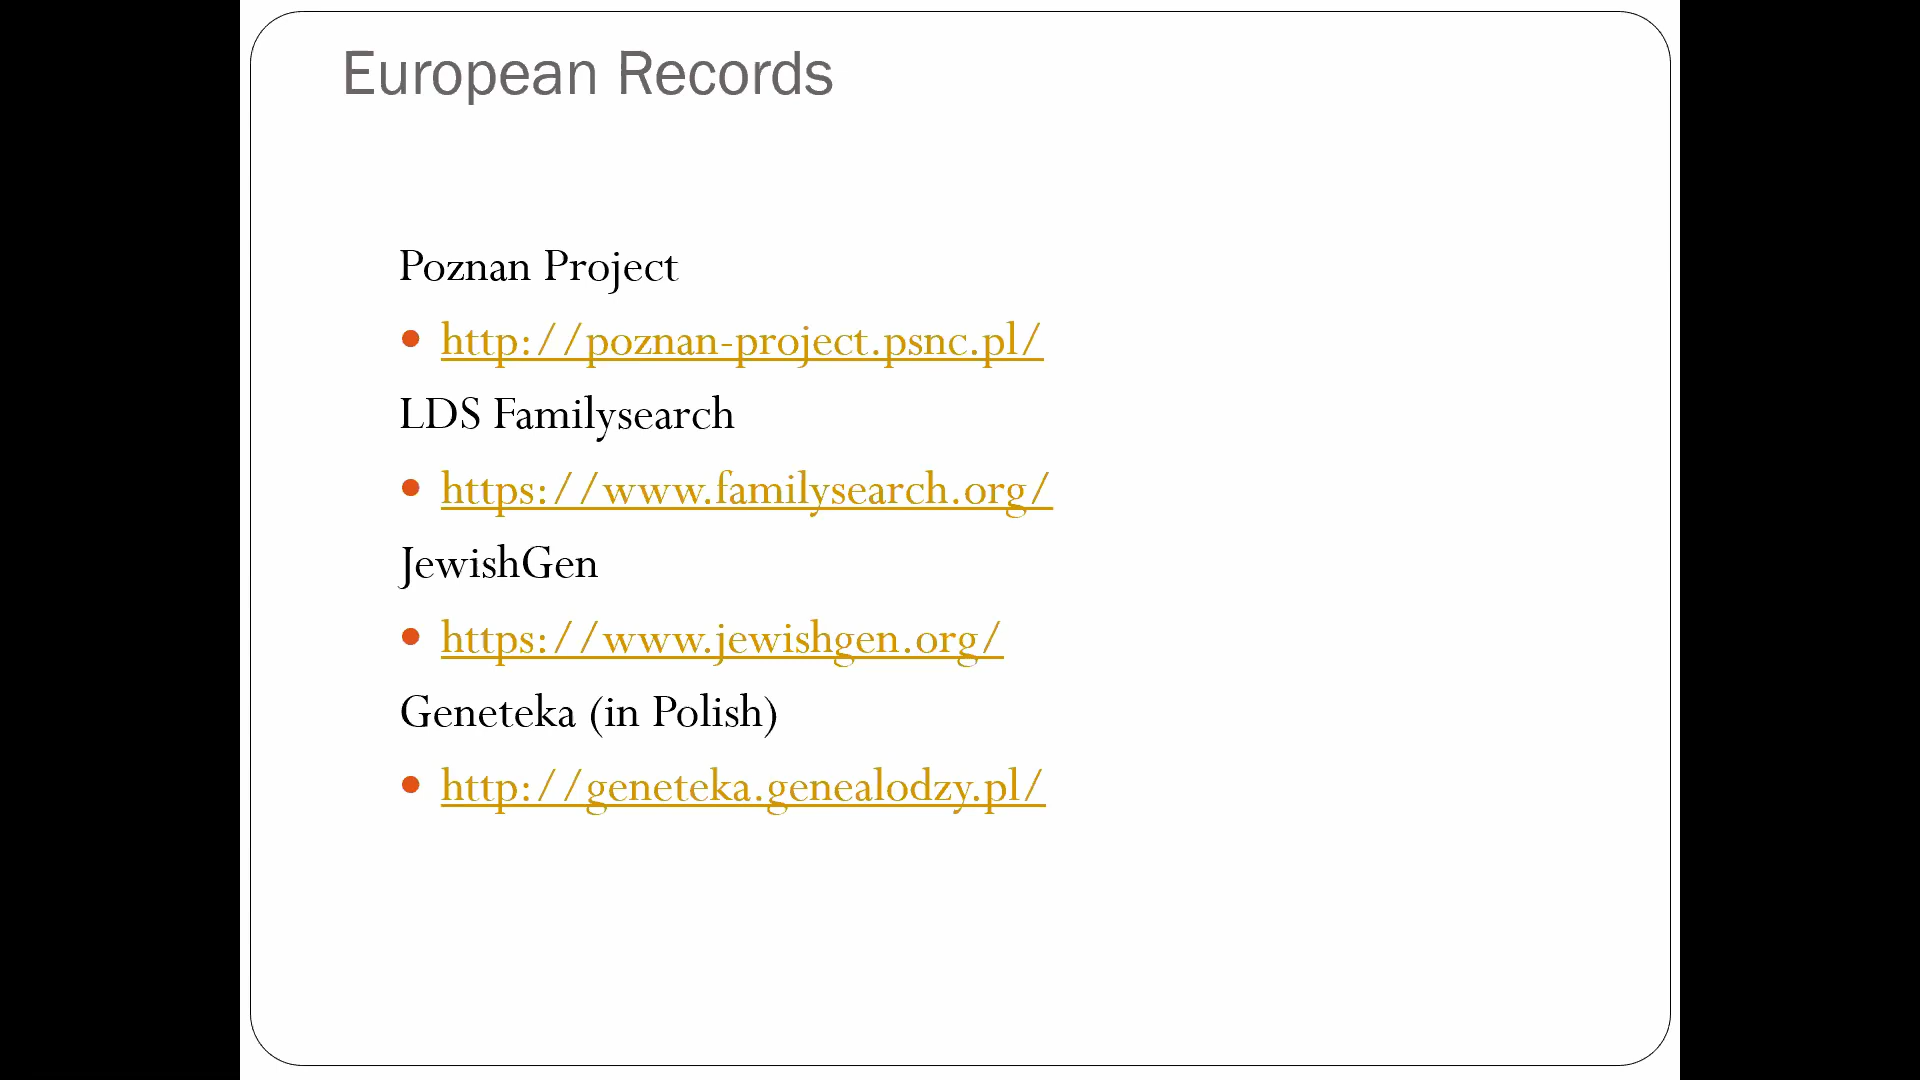 European Records
Poznan Project
• http://poznan-project.psnc.pl/
LDS Familysearch
• https://www.familysearch.org/
JewishGen
• https://www.jewishgen.org/
Geneteka (in Polish)
• http://geneteka.genealodzy.pl/